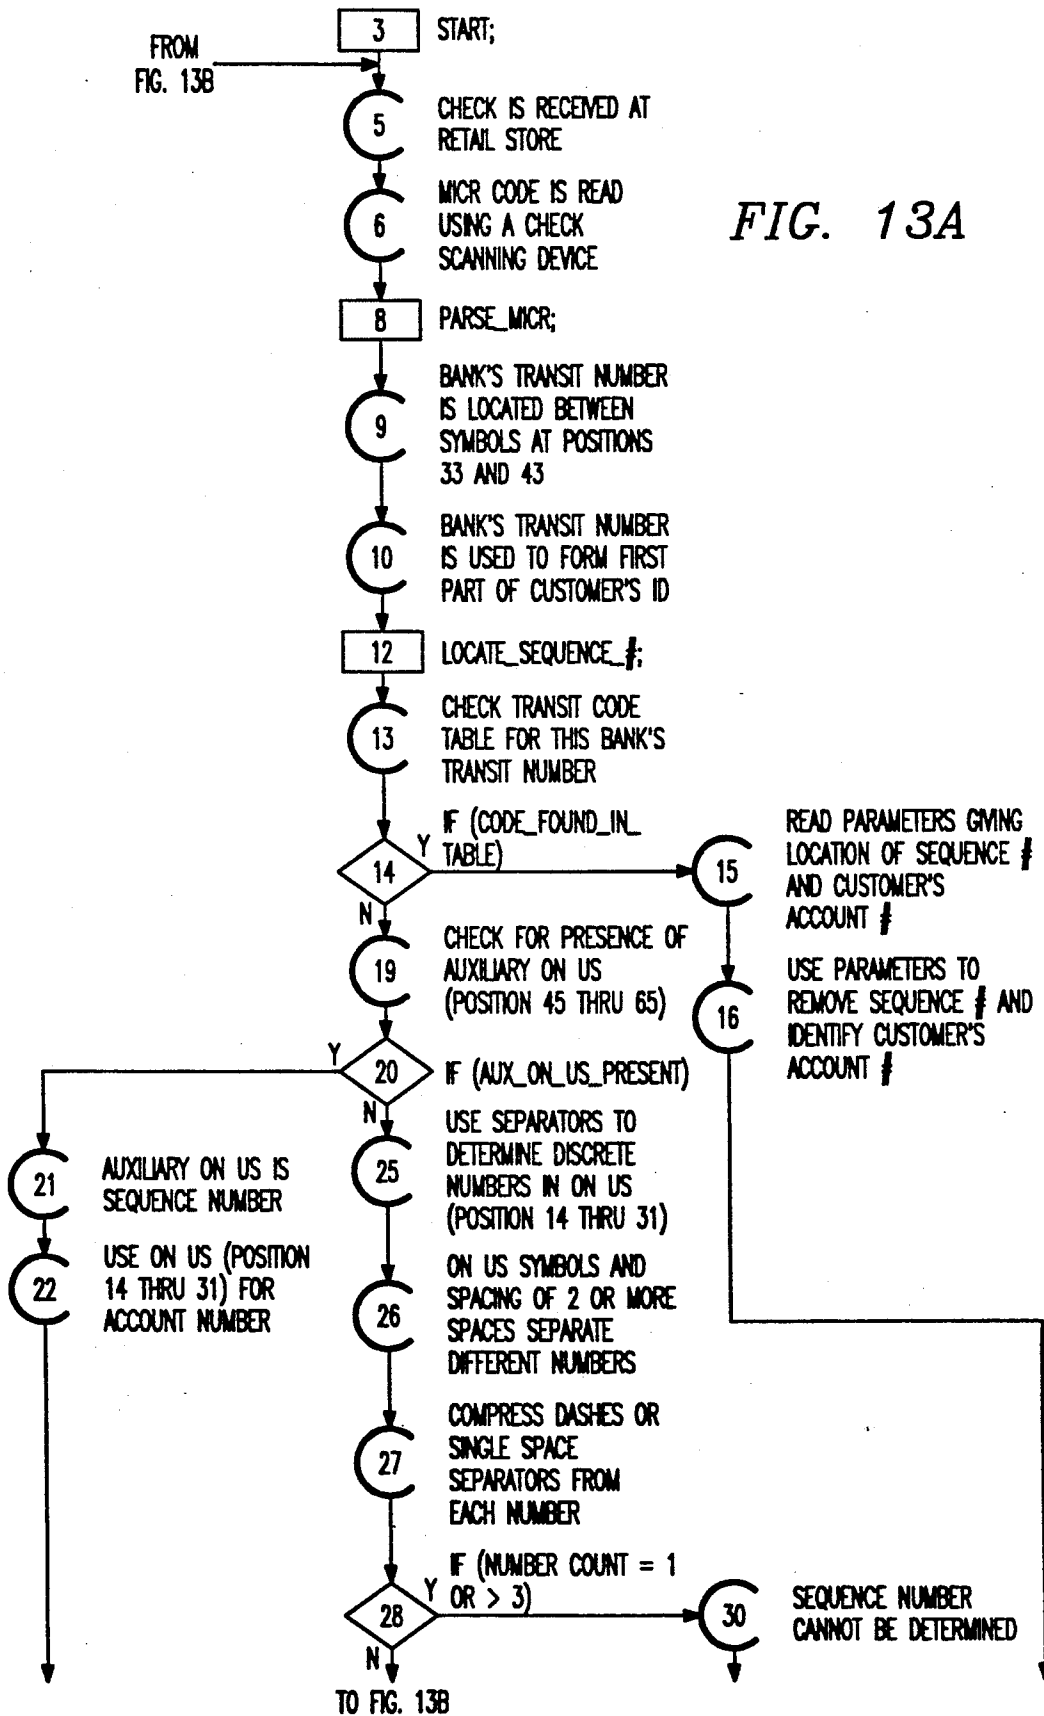 3 START;
FROM
FIG. 13B
5 CHECK IS RECEIVED AT
RETAIL STORE
FIG. 13A
6 MICR CODE IS READ
USING A CHECK
SCANNING DEVICE
8 PARSE_MICR;
9 BANK'S TRANSIT NUMBER
IS LOCATED BETWEEN
SYMBOLS AT POSITIONS
33 AND 43
10 BANK'S TRANSIT NUMBER
IS USED TO FORM FIRST
PART OF CUSTOMER'S ID
12 LOCATE_SEQUENCE_#;
13 CHECK TRANSIT CODE
TABLE FOR THIS BANK'S
TRANSIT NUMBER
14 Y IF (CODE_FOUND_IN_
TABLE)
N
15 READ PARAMETERS GIVING
LOCATION OF SEQUENCE #
AND CUSTOMER'S
ACCOUNT #
19 CHECK FOR PRESENCE OF
AUXILIARY ON US
(POSITION 45 THRU 65)
16 USE PARAMETERS TO
REMOVE SEQUENCE # AND
IDENTIFY CUSTOMER'S
ACCOUNT #
Y 20 IF (AUX_ON_US_PRESENT)
N
21 AUXILIARY ON US IS
SEQUENCE NUMBER
22 USE ON US (POSITION
14 THRU 31) FOR
ACCOUNT NUMBER
25 USE SEPARATORS TO
DETERMINE DISCRETE
NUMBERS IN ON US
(POSITION 14 THRU 31)
26 ON US SYMBOLS AND
SPACING OF 2 OR MORE
SPACES SEPARATE
DIFFERENT NUMBERS
27 COMPRESS DASHES OR
SINGLE SPACE
SEPARATORS FROM
EACH NUMBER
28 Y IF (NUMBER COUNT = 1
OR > 3)
N
30 SEQUENCE NUMBER
CANNOT BE DETERMINED
TO FIG. 13B